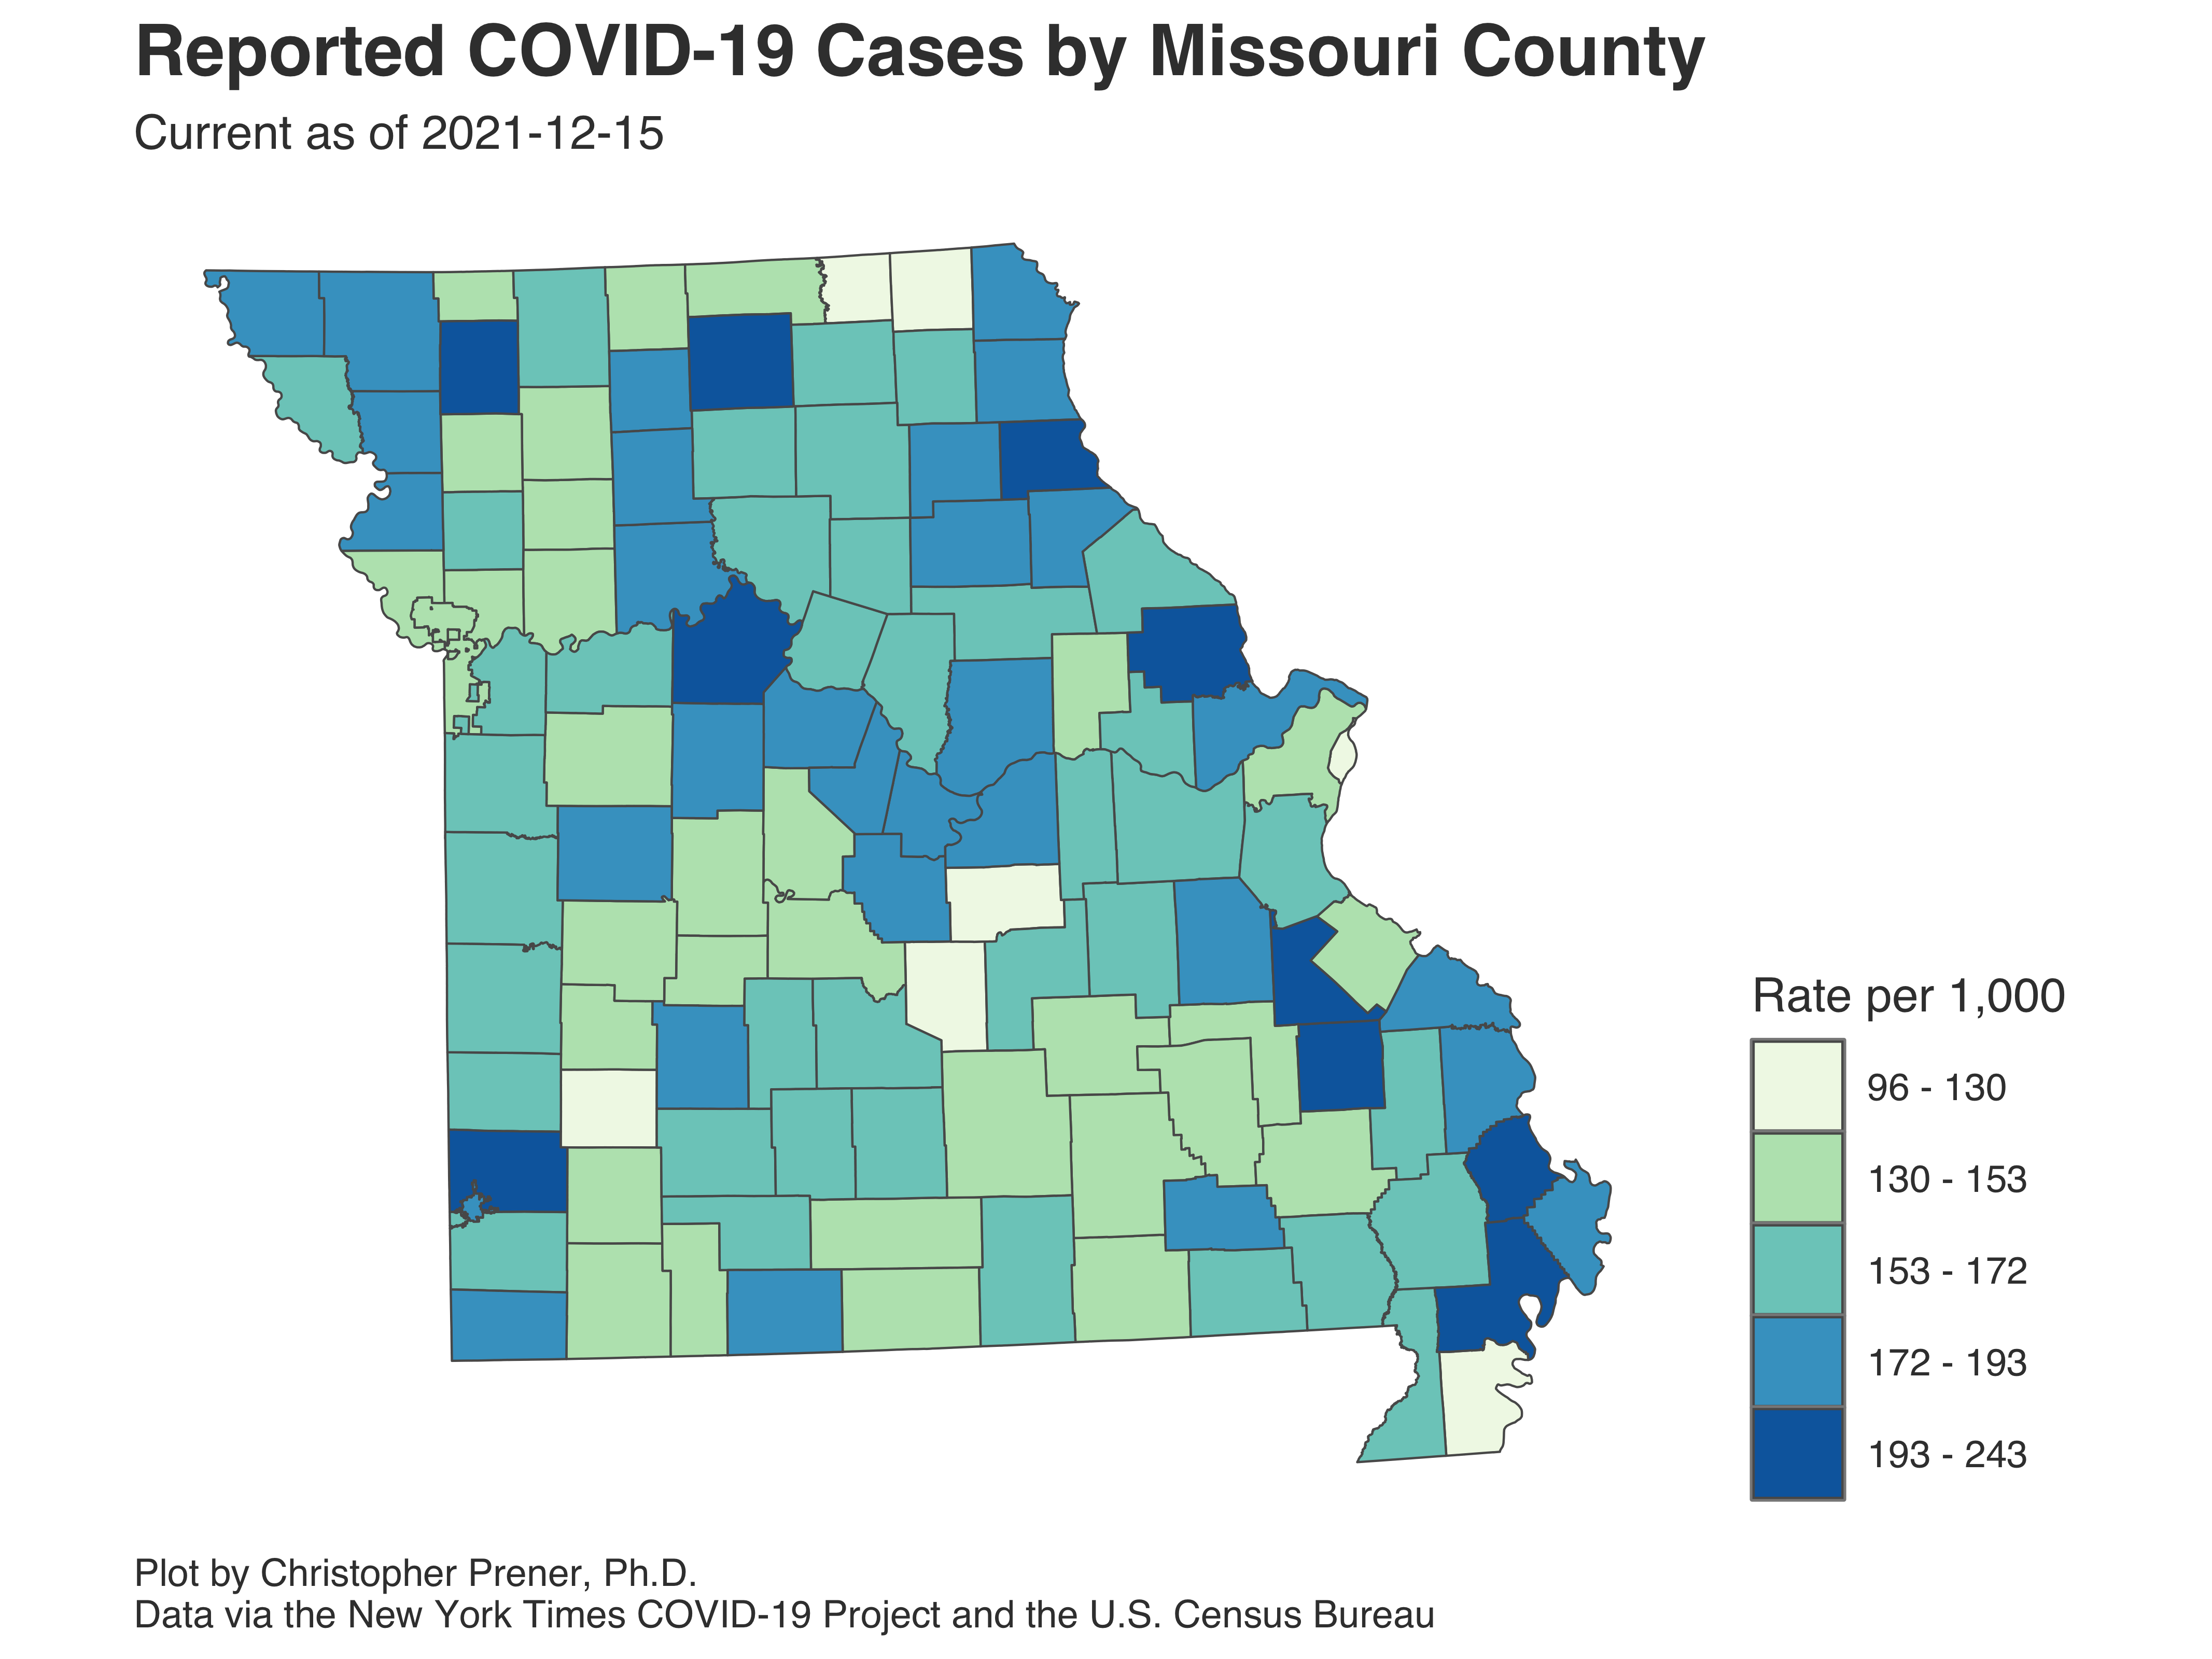 Reported COVID-19 Cases by Missouri County
Current as of 2021-12-15
Rate per 1,000
96 - 130
130 - 153
153 - 172
172 - 193
193 - 243
Plot by Christopher Prener, Ph.D.
Data via the New York Times COVID-19 Project and the U.S. Census Bureau